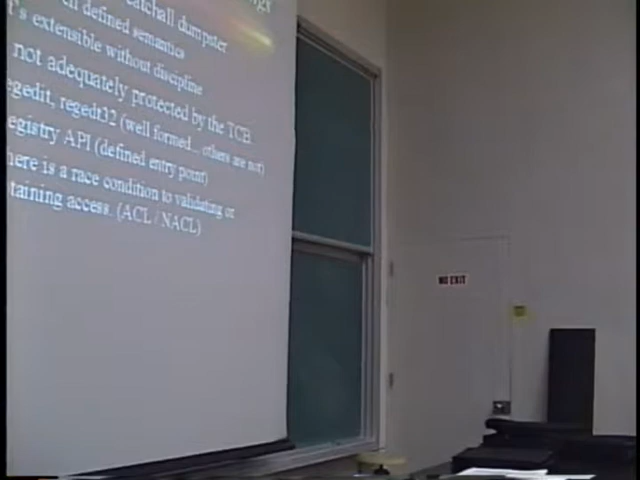 catchall dumpster
defined semantics
's extensible without discipline
not adequately protected by the TCB.
egedit, regedt32 (well formed... others are not)
egistry API (defined entry point)
here is a race condition to validating or
taining access. (ACL / NACL)
NO EXIT